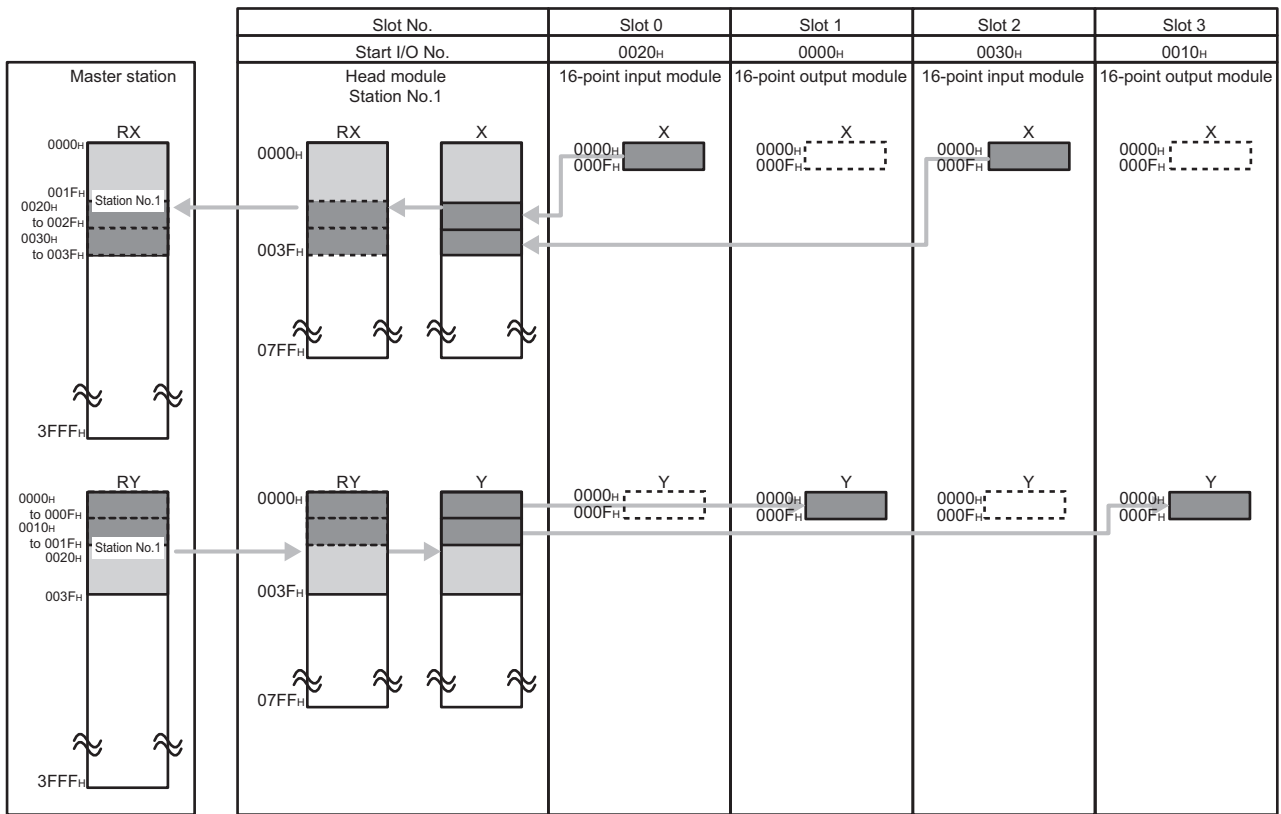 Slot No. Slot 0 Slot 1 Slot 2 Slot 3
Start I/O No. 0020H 0000H 0030H 0010H
Master station
Head module
Station No.1
16-point input module
16-point output module
16-point input module
16-point output module
RX
0000H
001FH
0020H
to 002FH
0030H
to 003FH
Station No.1
3FFFH
RX
0000H
003FH
07FFH
X
X
0000H
000FH
X
0000H
000FH
X
0000H
000FH
X
0000H
000FH
RY
0000H
to 000FH
0010H
to 001FH
0020H
Station No.1
003FH
3FFFH
RY
0000H
003FH
07FFH
Y
Y
0000H
000FH
Y
0000H
000FH
Y
0000H
000FH
Y
0000H
000FH